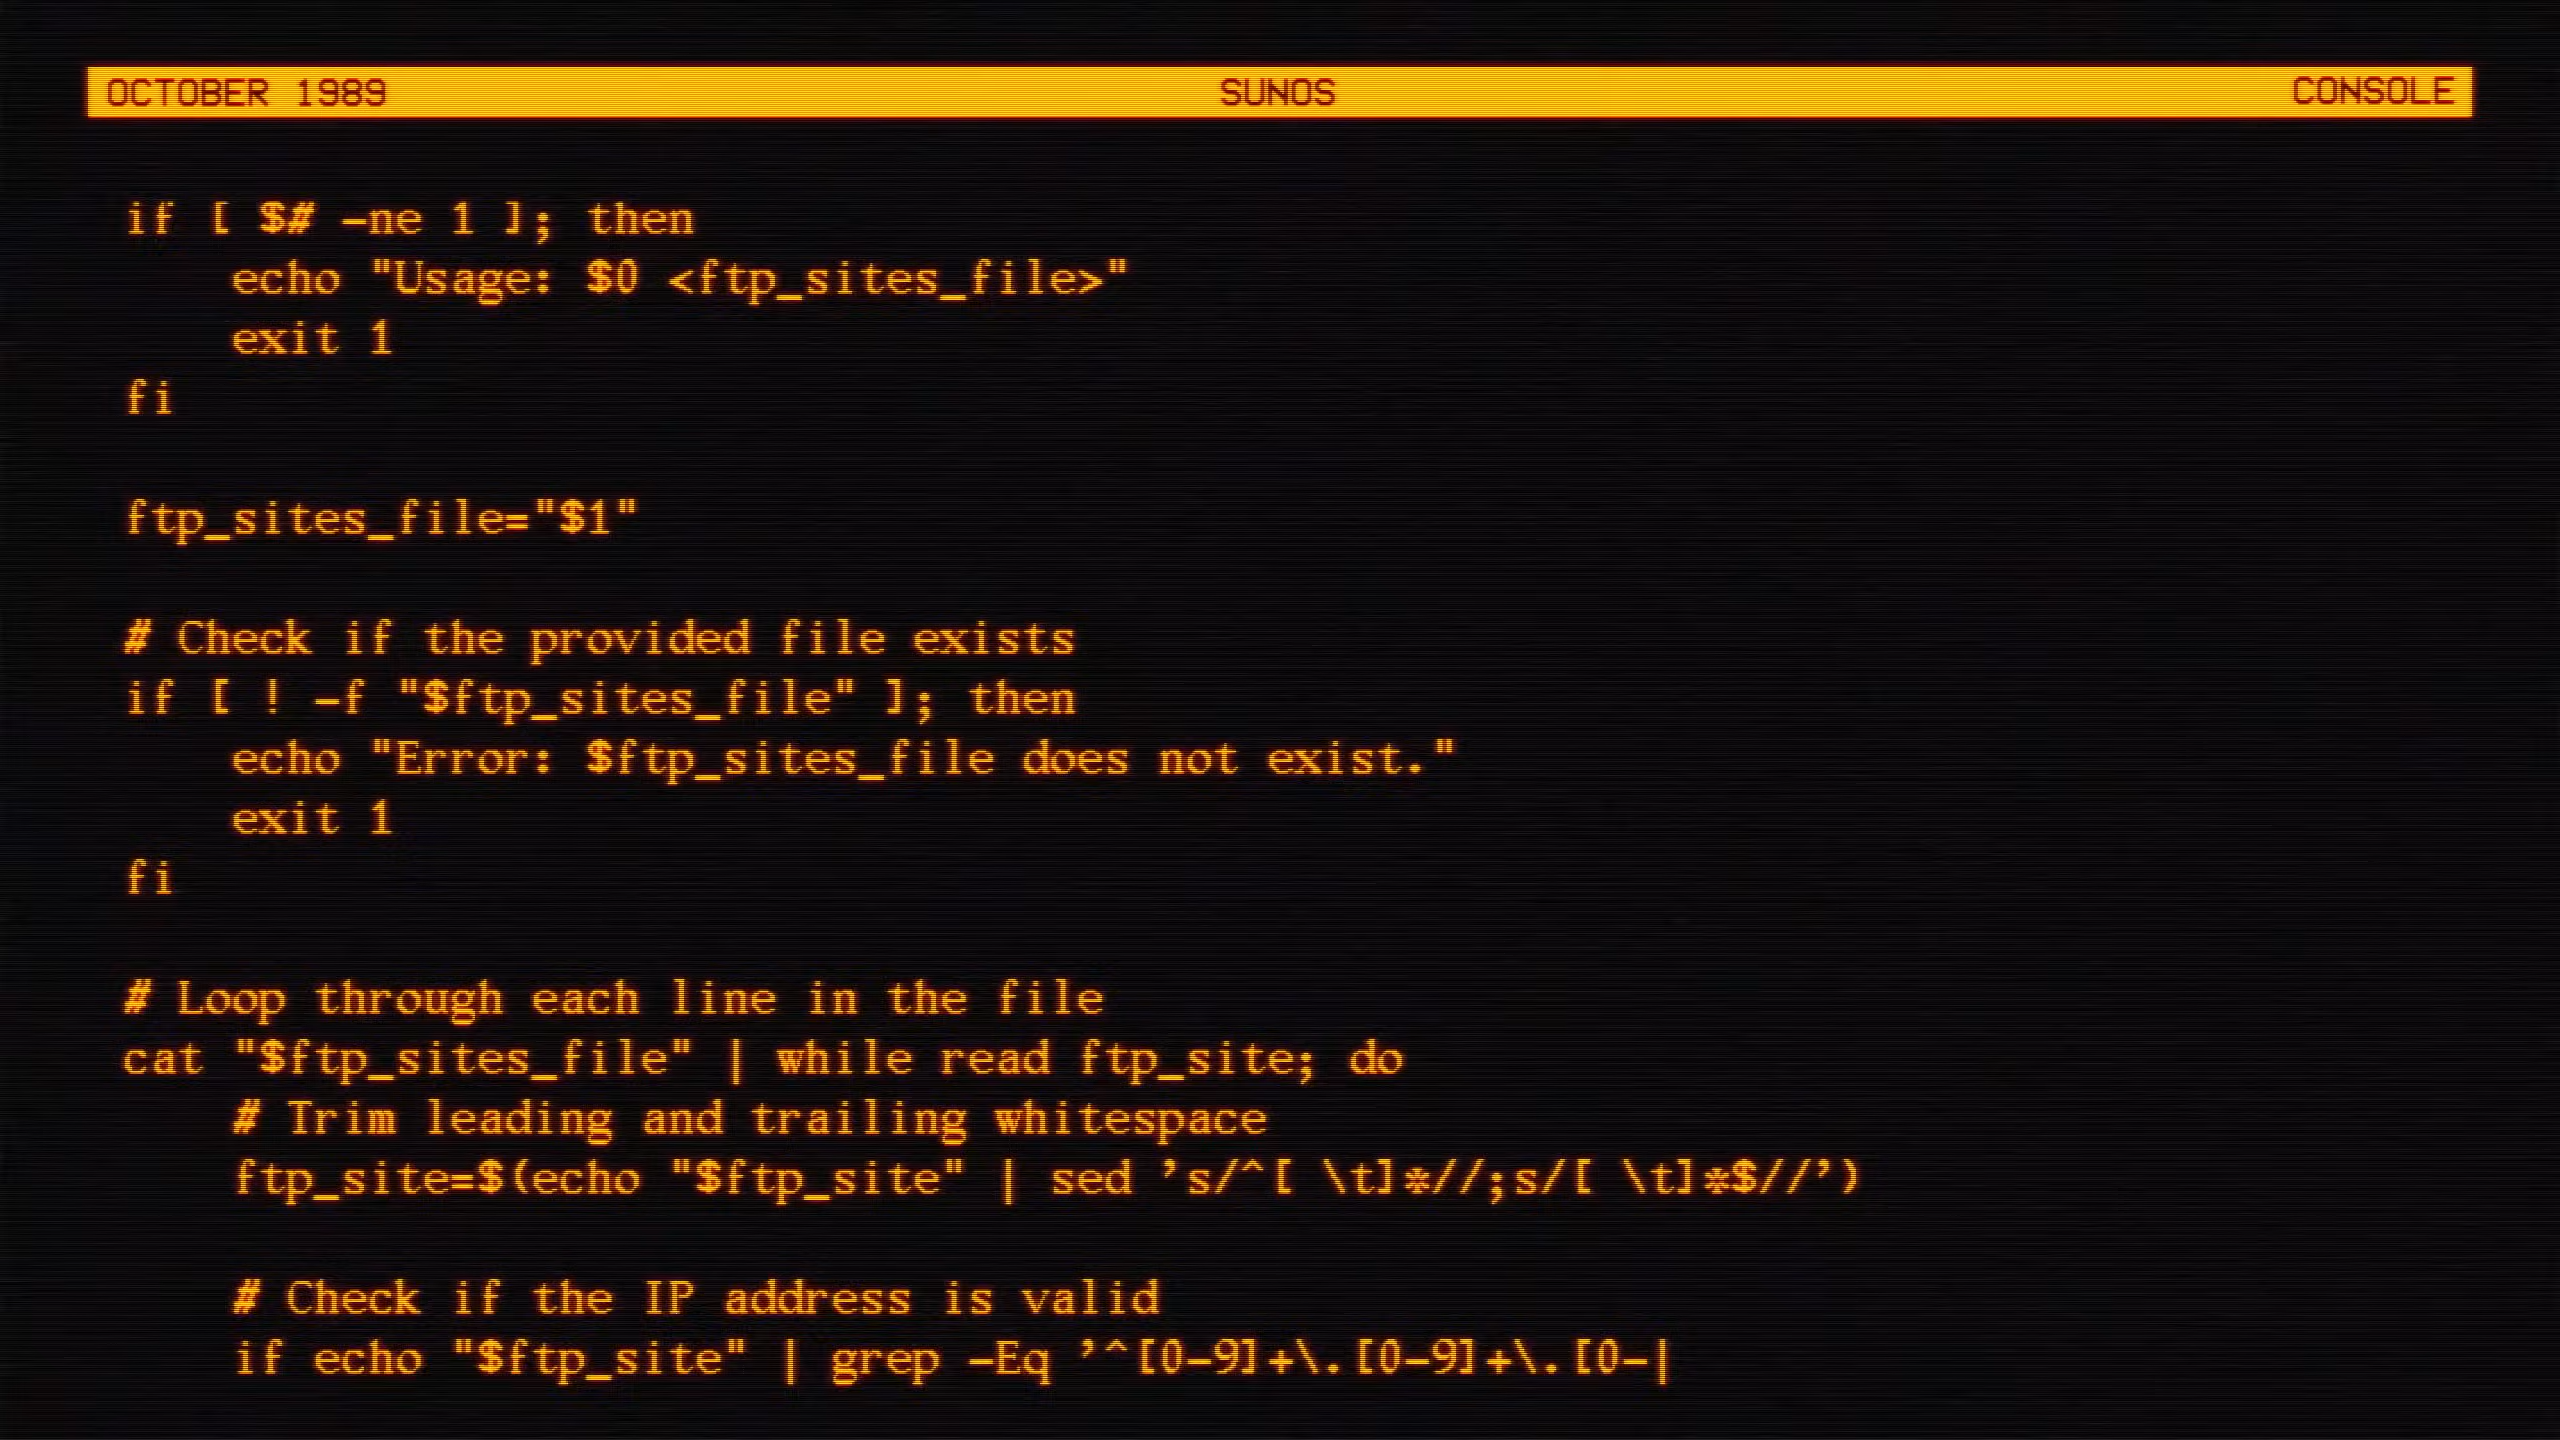 OCTOBER 1989 SUNOS CONSOLE
if [ $# -ne 1 ]; then
    echo "Usage: $0 <ftp_sites_file>"
    exit 1
fi

ftp_sites_file="$1"

# Check if the provided file exists
if [ ! -f "$ftp_sites_file" ]; then
    echo "Error: $ftp_sites_file does not exist."
    exit 1
fi

# Loop through each line in the file
cat "$ftp_sites_file" | while read ftp_site; do
    # Trim leading and trailing whitespace
    ftp_site=$(echo "$ftp_site" | sed 's/^[ \t]*//;s/[ \t]*$//')

    # Check if the IP address is valid
    if echo "$ftp_site" | grep -Eq '^[0-9]+\.[0-9]+\.[0-|